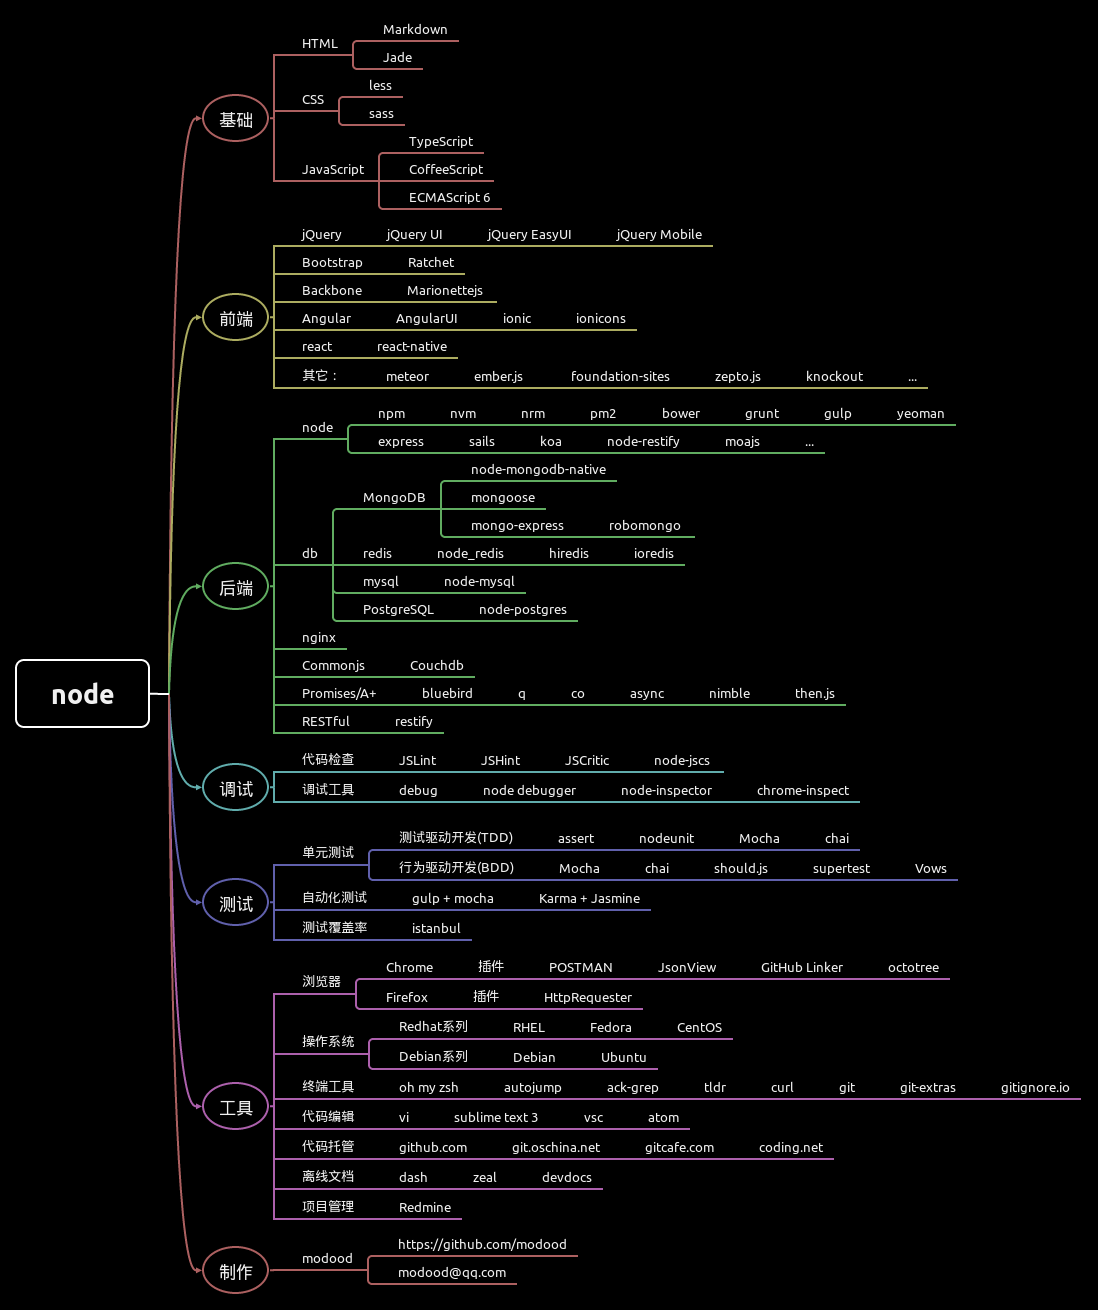 node
基础
HTML
Markdown
Jade
CSS
less
sass
JavaScript
TypeScript
CoffeeScript
ECMAScript 6
前端
jQuery jQuery UI jQuery EasyUI jQuery Mobile
Bootstrap Ratchet
Backbone Marionettejs
Angular AngularUI ionic ionicons
react react-native
其它： meteor ember.js foundation-sites zepto.js knockout ...
后端
node
npm nvm nrm pm2 bower grunt gulp yeoman
express sails koa node-restify moajs ...
db
MongoDB
node-mongodb-native
mongoose
mongo-express robomongo
redis node_redis hiredis ioredis
mysql node-mysql
PostgreSQL node-postgres
nginx
Commonjs Couchdb
Promises/A+ bluebird q co async nimble then.js
RESTful restify
调试
代码检查 JSLint JSHint JSCritic node-jscs
调试工具 debug node debugger node-inspector chrome-inspect
测试
单元测试
测试驱动开发(TDD) assert nodeunit Mocha chai
行为驱动开发(BDD) Mocha chai should.js supertest Vows
自动化测试 gulp + mocha Karma + Jasmine
测试覆盖率 istanbul
工具
浏览器
Chrome 插件 POSTMAN JsonView GitHub Linker octotree
Firefox 插件 HttpRequester
操作系统
Redhat系列 RHEL Fedora CentOS
Debian系列 Debian Ubuntu
终端工具 oh my zsh autojump ack-grep tldr curl git git-extras gitignore.io
代码编辑 vi sublime text 3 vsc atom
代码托管 github.com git.oschina.net gitcafe.com coding.net
离线文档 dash zeal devdocs
项目管理 Redmine
制作
modood
https://github.com/modood
modood@qq.com